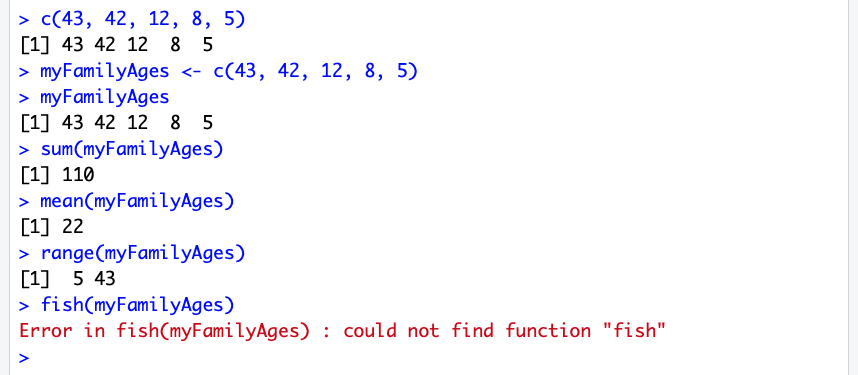 > c(43, 42, 12, 8, 5)
[1] 43 42 12  8  5
> myFamilyAges <- c(43, 42, 12, 8, 5)
> myFamilyAges
[1] 43 42 12  8  5
> sum(myFamilyAges)
[1] 110
> mean(myFamilyAges)
[1] 22
> range(myFamilyAges)
[1]  5 43
> fish(myFamilyAges)
Error in fish(myFamilyAges) : could not find function "fish"
>